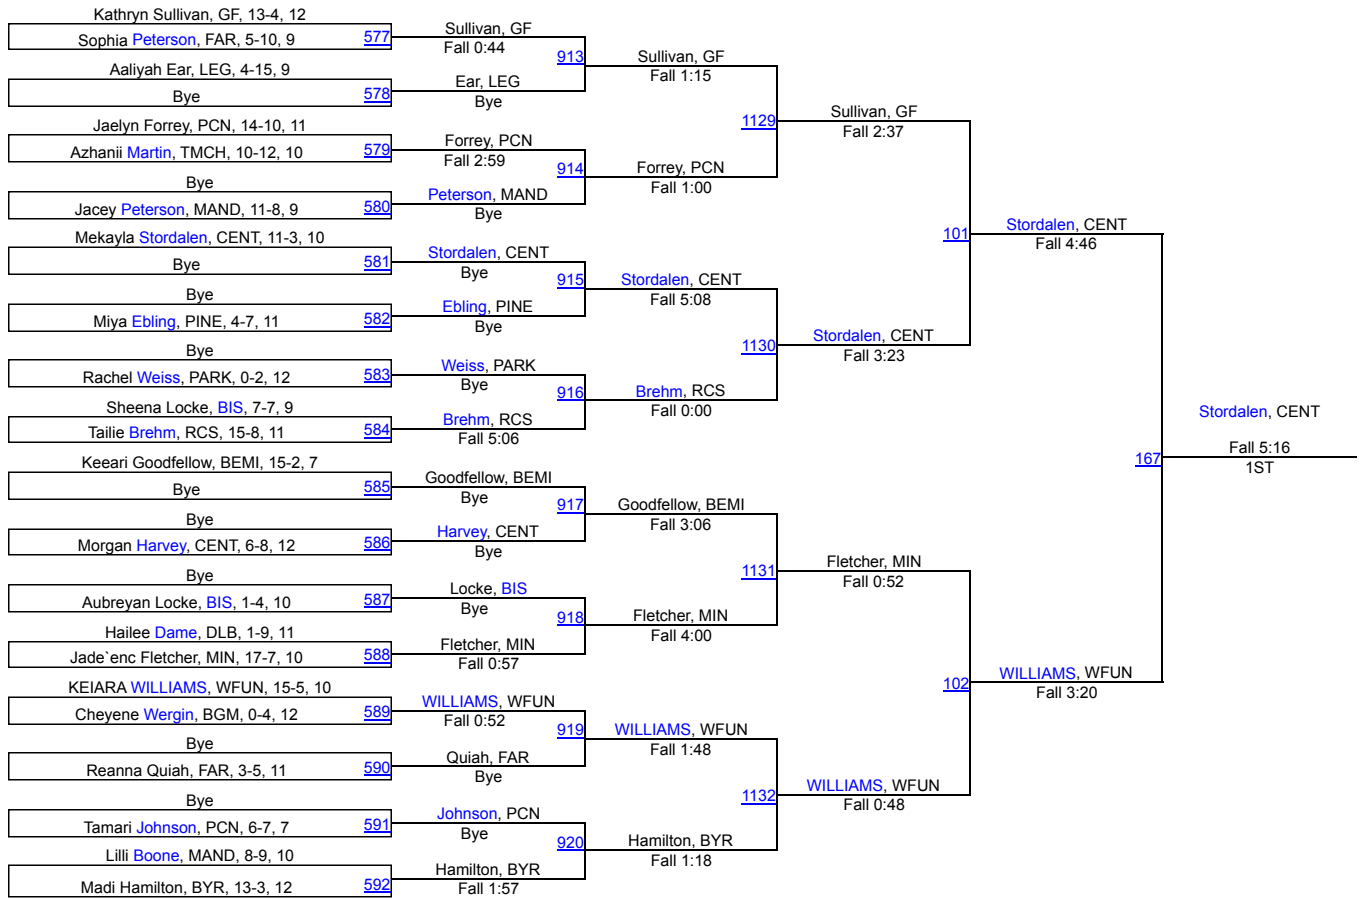 Kathryn Sullivan, GF, 13-4, 12
Sophia Peterson, FAR, 5-10, 9
577
Aaliyah Ear, LEG, 4-15, 9
Bye
578
Jaelyn Forrey, PCN, 14-10, 11
Azhanii Martin, TMCH, 10-12, 10
579
Bye
Jacey Peterson, MAND, 11-8, 9
580
Mekayla Stordalen, CENT, 11-3, 10
Bye
581
Bye
Miya Ebling, PINE, 4-7, 11
582
Bye
Rachel Weiss, PARK, 0-2, 12
583
Sheena Locke, BIS, 7-7, 9
Tailie Brehm, RCS, 15-8, 11
584
Keeari Goodfellow, BEMI, 15-2, 7
Bye
585
Bye
Morgan Harvey, CENT, 6-8, 12
586
Bye
Aubreyan Locke, BIS, 1-4, 10
587
Hailee Dame, DLB, 1-9, 11
Jade`enc Fletcher, MIN, 17-7, 10
588
KEIARA WILLIAMS, WFUN, 15-5, 10
Cheyene Wergin, BGM, 0-4, 12
589
Bye
Reanna Quiah, FAR, 3-5, 11
590
Bye
Tamari Johnson, PCN, 6-7, 7
591
Lilli Boone, MAND, 8-9, 10
Madi Hamilton, BYR, 13-3, 12
592
Sullivan, GF
Fall 0:44
913
Ear, LEG
Bye
Forrey, PCN
Fall 2:59
914
Peterson, MAND
Bye
Stordalen, CENT
Bye
915
Ebling, PINE
Bye
Weiss, PARK
Bye
916
Brehm, RCS
Fall 5:06
Goodfellow, BEMI
Bye
917
Harvey, CENT
Bye
Locke, BIS
Bye
918
Fletcher, MIN
Fall 0:57
WILLIAMS, WFUN
Fall 0:52
919
Quiah, FAR
Bye
Johnson, PCN
Bye
920
Hamilton, BYR
Fall 1:57
Sullivan, GF
Fall 1:15
1129
Forrey, PCN
Fall 1:00
Stordalen, CENT
Fall 5:08
1130
Brehm, RCS
Fall 0:00
Goodfellow, BEMI
Fall 3:06
1131
Fletcher, MIN
Fall 4:00
WILLIAMS, WFUN
Fall 1:48
1132
Hamilton, BYR
Fall 1:18
Sullivan, GF
Fall 2:37
101
Stordalen, CENT
Fall 3:23
Fletcher, MIN
Fall 0:52
102
WILLIAMS, WFUN
Fall 0:48
Stordalen, CENT
Fall 4:46
167
WILLIAMS, WFUN
Fall 3:20
Stordalen, CENT
Fall 5:16
1ST